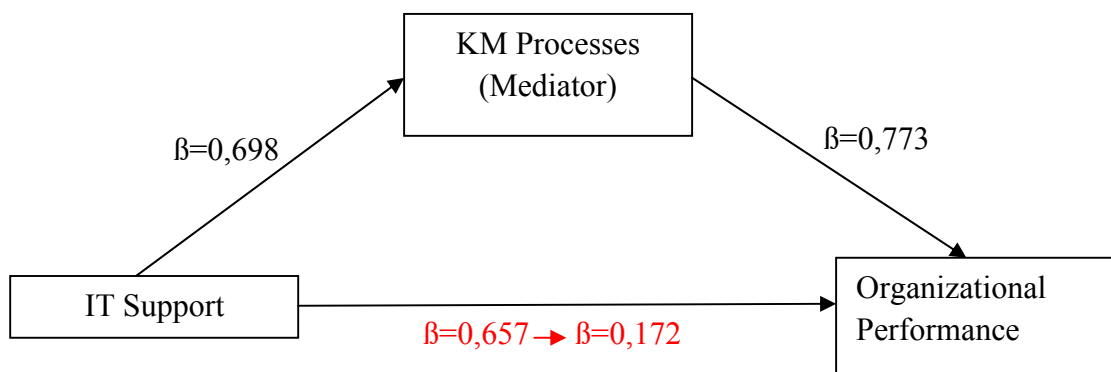 KM Processes
(Mediator)
ß=0,698
ß=0,773
IT Support
Organizational
Performance
ß=0,657 → ß=0,172